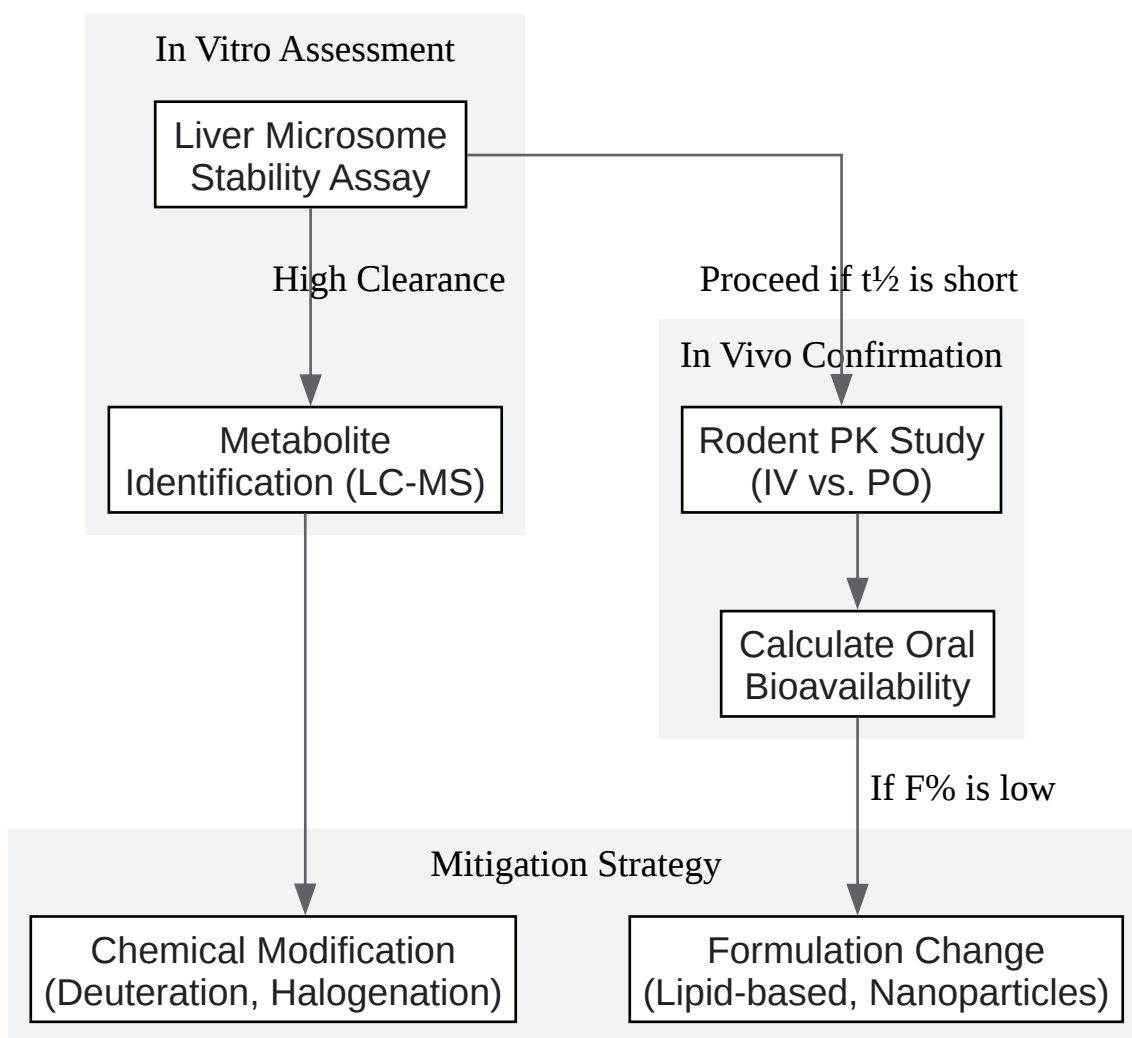 In Vitro Assessment
Liver Microsome
Stability Assay
High Clearance
Proceed if t½ is short
In Vivo Confirmation
Metabolite
Identification (LC-MS)
Rodent PK Study
(IV vs. PO)
Calculate Oral
Bioavailability
If F% is low
Mitigation Strategy
Chemical Modification
(Deuteration, Halogenation)
Formulation Change
(Lipid-based, Nanoparticles)